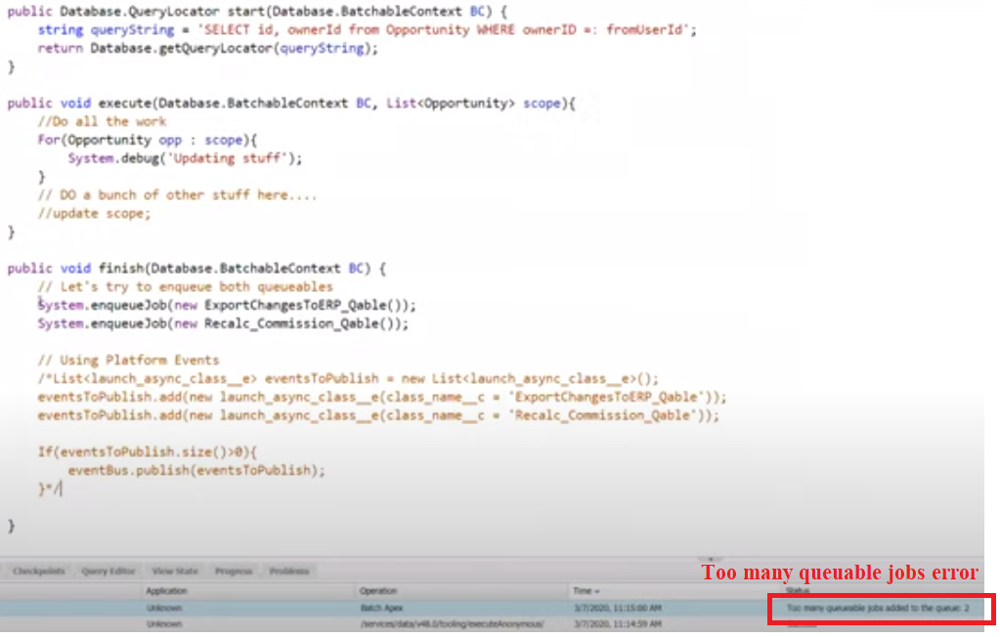 public Database.QueryLocator start(Database.BatchableContext BC) {
string queryString = 'SELECT id, ownerId from Opportunity WHERE ownerID =: fromUserId';
return Database.getQueryLocator(queryString);
}
public void execute(Database.BatchableContext BC, List<Opportunity> scope){
//Do all the work
For(Opportunity opp : scope){
System.debug('Updating stuff');
}
// DO a bunch of other stuff here....
//update scope;
}
public void finish(Database.BatchableContext BC) {
// Let's try to enqueue both queueables
System.enqueueJob(new ExportChangesToERP_Qable());
System.enqueueJob(new Recalc_Commission_Qable());
// Using Platform Events
/*List<launch_async_class__e> eventsToPublish = new List<launch_async_class__e>();
eventsToPublish.add(new launch_async_class__e(class_name__c = 'ExportChangesToERP_Qable'));
eventsToPublish.add(new launch_async_class__e(class_name__c = 'Recalc_Commission_Qable'));
If(eventsToPublish.size()>0){
eventBus.publish(eventsToPublish);
}*/
}
Checkpoints Query Editor View State Progress Problems
Too many queuable jobs error
Application Operation Time Status
Unknown Batch Apex 3/7/2020, 11:15:00 AM Too many queueable jobs added to the queue: 2
Unknown /services/data/v48.0/tooling/executeAnonymous/ 3/7/2020, 11:14:59 AM